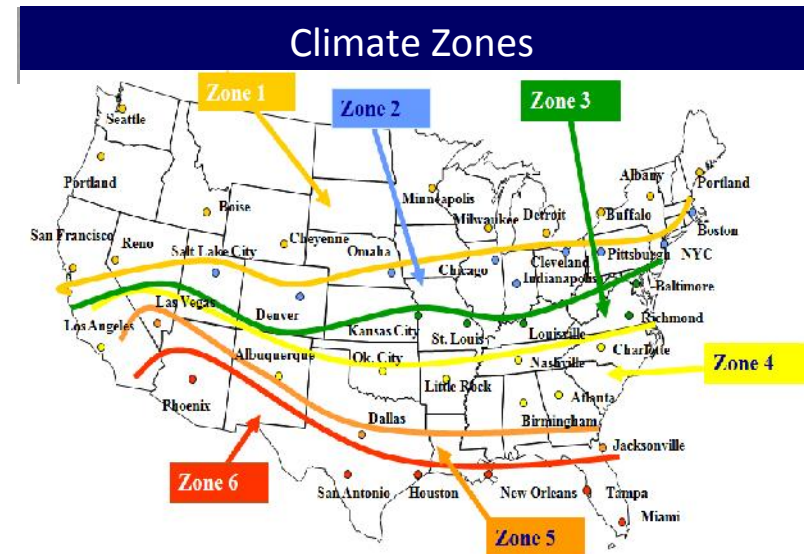 Climate Zones
Zone 1
Zone 2
Zone 3
Seattle
Portland
Boise
Minneapolis
Milwaukee
Detroit
Albany
Portland
Buffalo
Boston
San Francisco
Reno
Salt Lake City
Cheyenne
Omaha
Chicago
Cleveland
Indianapolis
Pittsburgh
NYC
Baltimore
Las Vegas
Denver
Kansas City
St. Louis
Louisville
Richmond
Los Angeles
Albuquerque
Ok. City
Nashville
Charlotte
Zone 4
Little Rock
Atlanta
Phoenix
Dallas
Birmingham
Jacksonville
Zone 6
San Antonio
Houston
New Orleans
Tampa
Miami
Zone 5